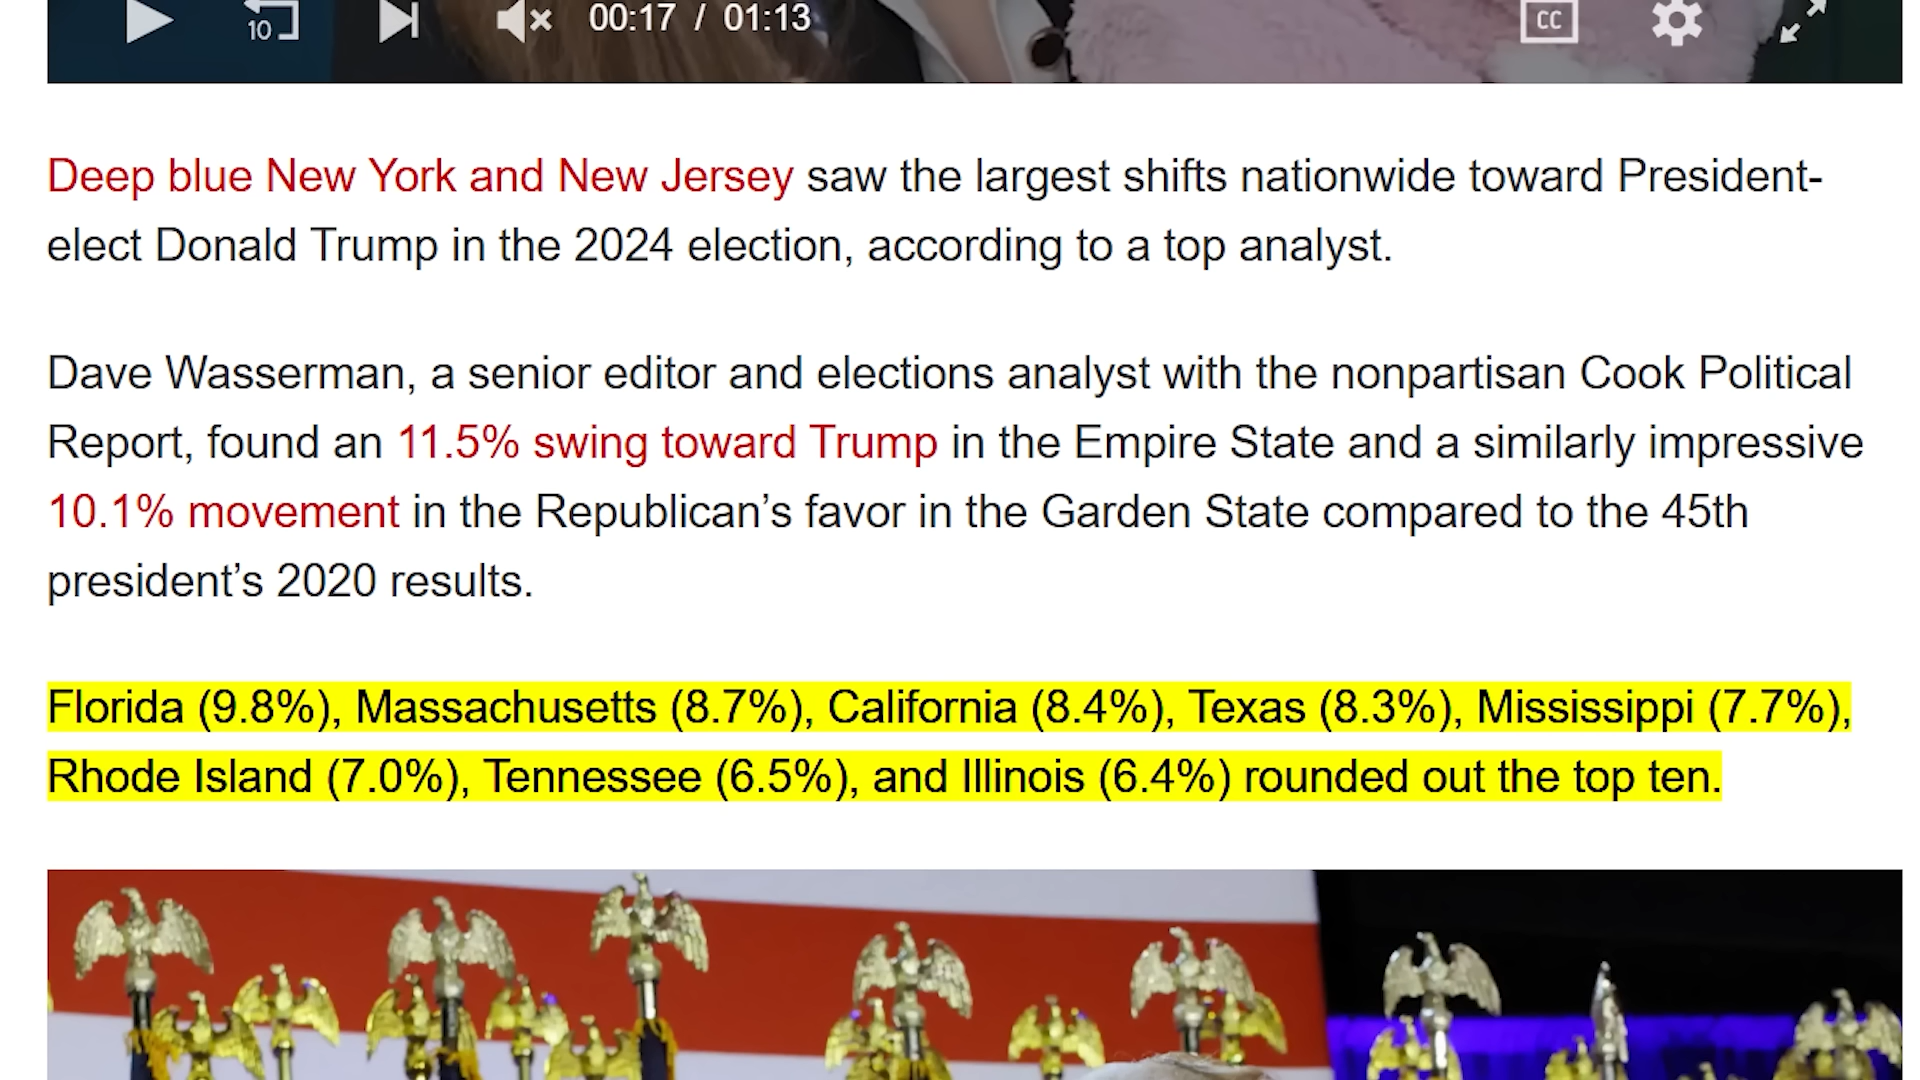 10 00:17 / 01:13 CC
Deep blue New York and New Jersey saw the largest shifts nationwide toward President-
elect Donald Trump in the 2024 election, according to a top analyst.
Dave Wasserman, a senior editor and elections analyst with the nonpartisan Cook Political
Report, found an 11.5% swing toward Trump in the Empire State and a similarly impressive
10.1% movement in the Republican’s favor in the Garden State compared to the 45th
president’s 2020 results.
Florida (9.8%), Massachusetts (8.7%), California (8.4%), Texas (8.3%), Mississippi (7.7%),
Rhode Island (7.0%), Tennessee (6.5%), and Illinois (6.4%) rounded out the top ten.